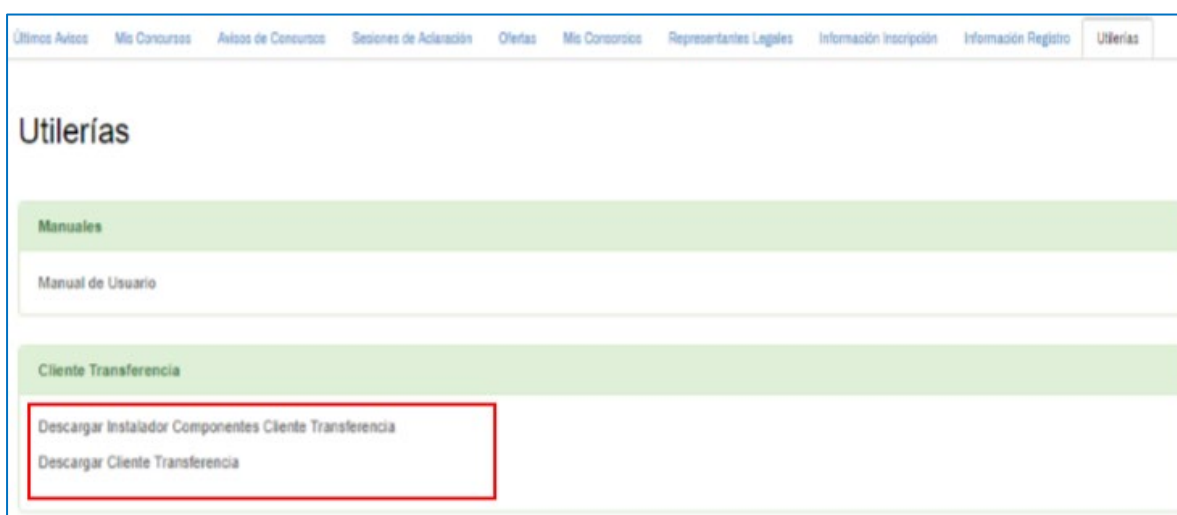 Últimos Avisos Mis Concursos Avisos de Concursos Sesiones de Aclaración Ofertas Mis Consorcios Representantes Legales Información Inscripción Información Registro Utilerías
Utilerías
Manuales
Manual de Usuario
Cliente Transferencia
Descargar Instalador Componentes Cliente Transferencia
Descargar Cliente Transferencia